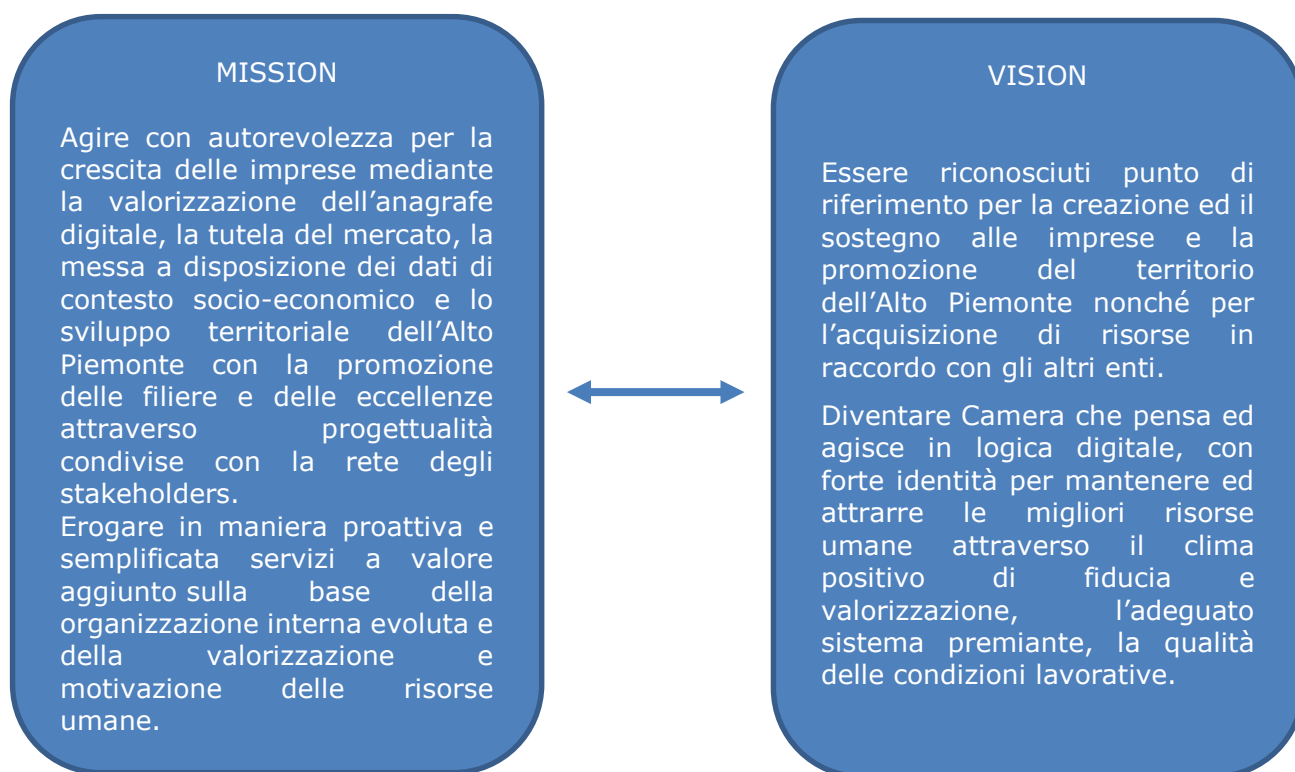 MISSION
Agire con autorevolezza per la
crescita delle imprese mediante
la valorizzazione dell’anagrafe
digitale, la tutela del mercato, la
messa a disposizione dei dati di
contesto socio-economico e lo
sviluppo territoriale dell’Alto
Piemonte con la promozione
delle filiere e delle eccellenze
attraverso progettualità
condivise con la rete degli
stakeholders.
Erogare in maniera proattiva e
semplificata servizi a valore
aggiunto sulla base della
organizzazione interna evoluta e
della valorizzazione e
motivazione delle risorse
umane.
VISION
Essere riconosciuti punto di
riferimento per la creazione ed il
sostegno alle imprese e la
promozione del territorio
dell’Alto Piemonte nonché per
l’acquisizione di risorse in
raccordo con gli altri enti.
Diventare Camera che pensa ed
agisce in logica digitale, con
forte identità per mantenere ed
attrarre le migliori risorse
umane attraverso il clima
positivo di fiducia e
valorizzazione, l’adeguato
sistema premiante, la qualità
delle condizioni lavorative.